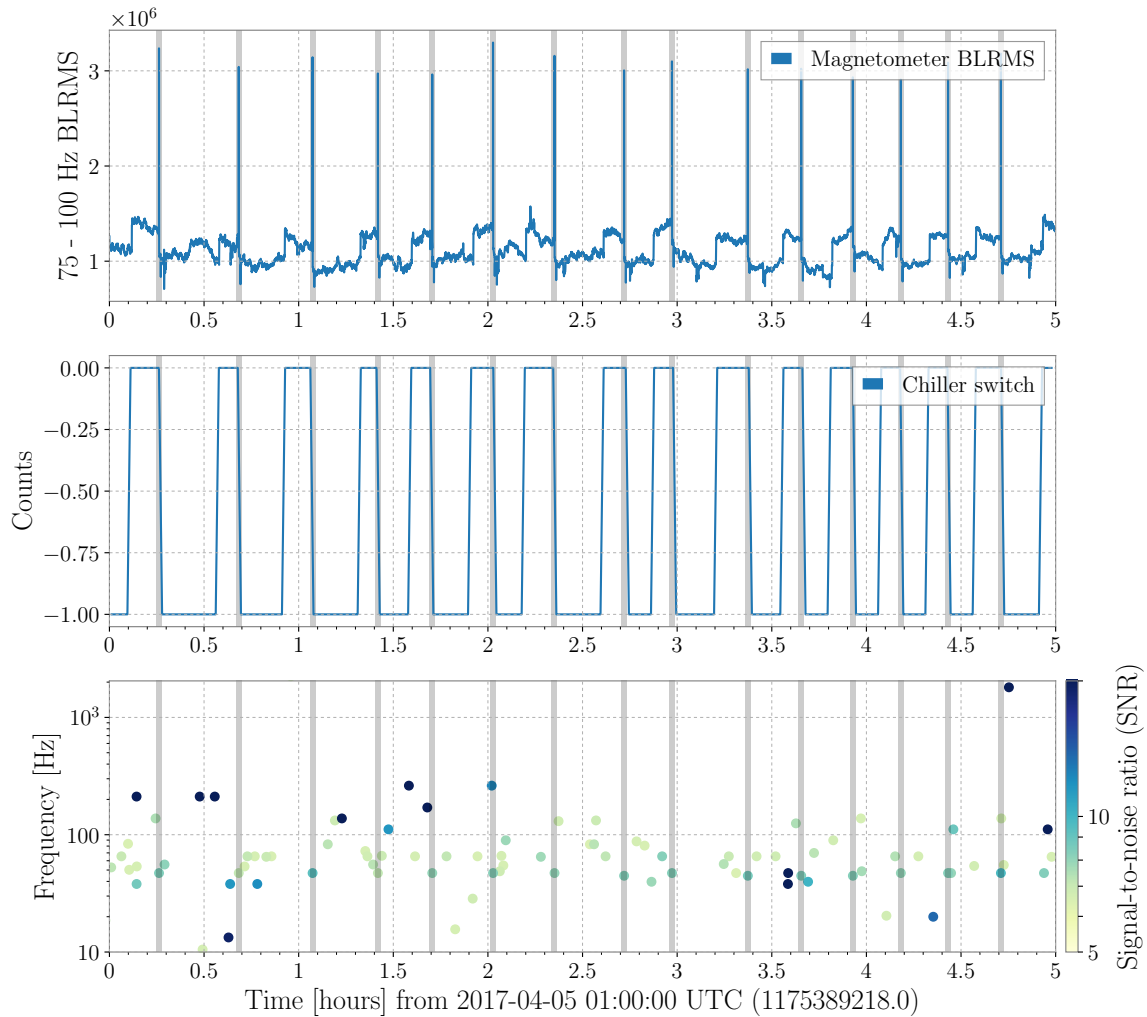 ×10⁶
75 - 100 Hz BLRMS
3
2
1
Magnetometer BLRMS
0 0.5 1 1.5 2 2.5 3 3.5 4 4.5 5
Counts
0.00
−0.25
−0.50
−0.75
−1.00
Chiller switch
0 0.5 1 1.5 2 2.5 3 3.5 4 4.5 5
Frequency [Hz]
10³
100
10
0 0.5 1 1.5 2 2.5 3 3.5 4 4.5 5
Time [hours] from 2017-04-05 01:00:00 UTC (1175389218.0)
10
5
Signal-to-noise ratio (SNR)